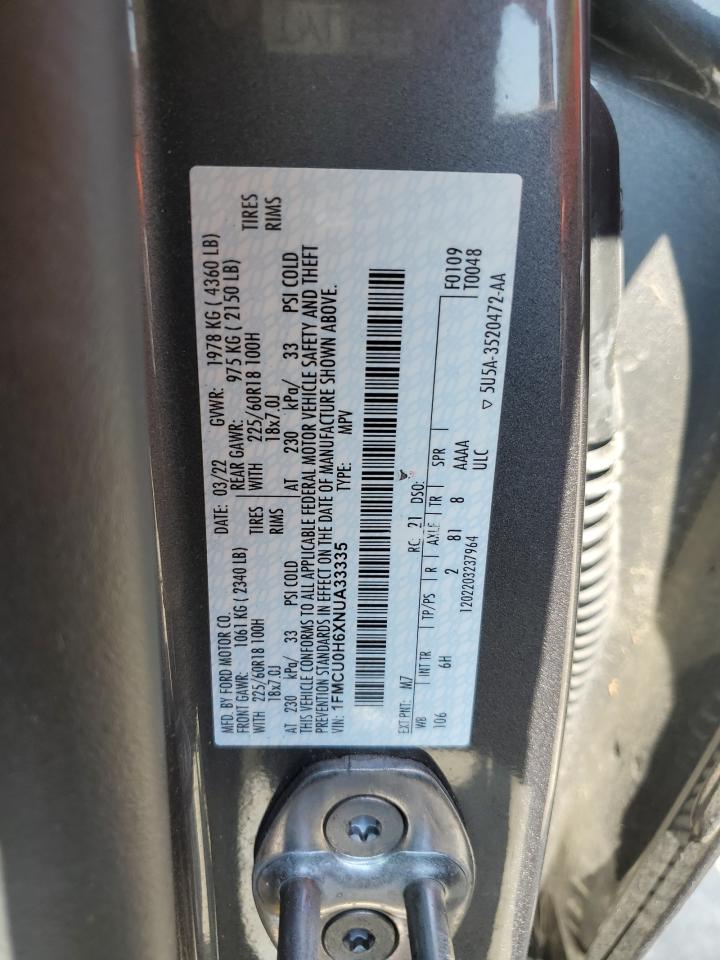 MFD. BY FORD MOTOR CO. DATE: 03/22 GVWR: 1978 KG ( 4360 LB)
FRONT GAWR: 1061 KG ( 2340 LB) REAR GAWR: 975 KG ( 2150 LB)
WITH 225/60R18 100H TIRES WITH 225/60R18 100H TIRES
18x7.0J RIMS 18x7.0J RIMS
AT 230 kPa/ 33 PSI COLD AT 230 kPa/ 33 PSI COLD
THIS VEHICLE CONFORMS TO ALL APPLICABLE FEDERAL MOTOR VEHICLE SAFETY AND THEFT
PREVENTION STANDARDS IN EFFECT ON THE DATE OF MANUFACTURE SHOWN ABOVE.
VIN: 1FMCU0H6XNUA33335 TYPE: MPV
EXT PNT: M7 RC: 21 DSO: F0109
WB INT TR TP/PS R AXLE TR SPR T0048
106 6H 2 81 8 AAAA
1202203237964 ULC ▽ 5U5A-3520472-AA